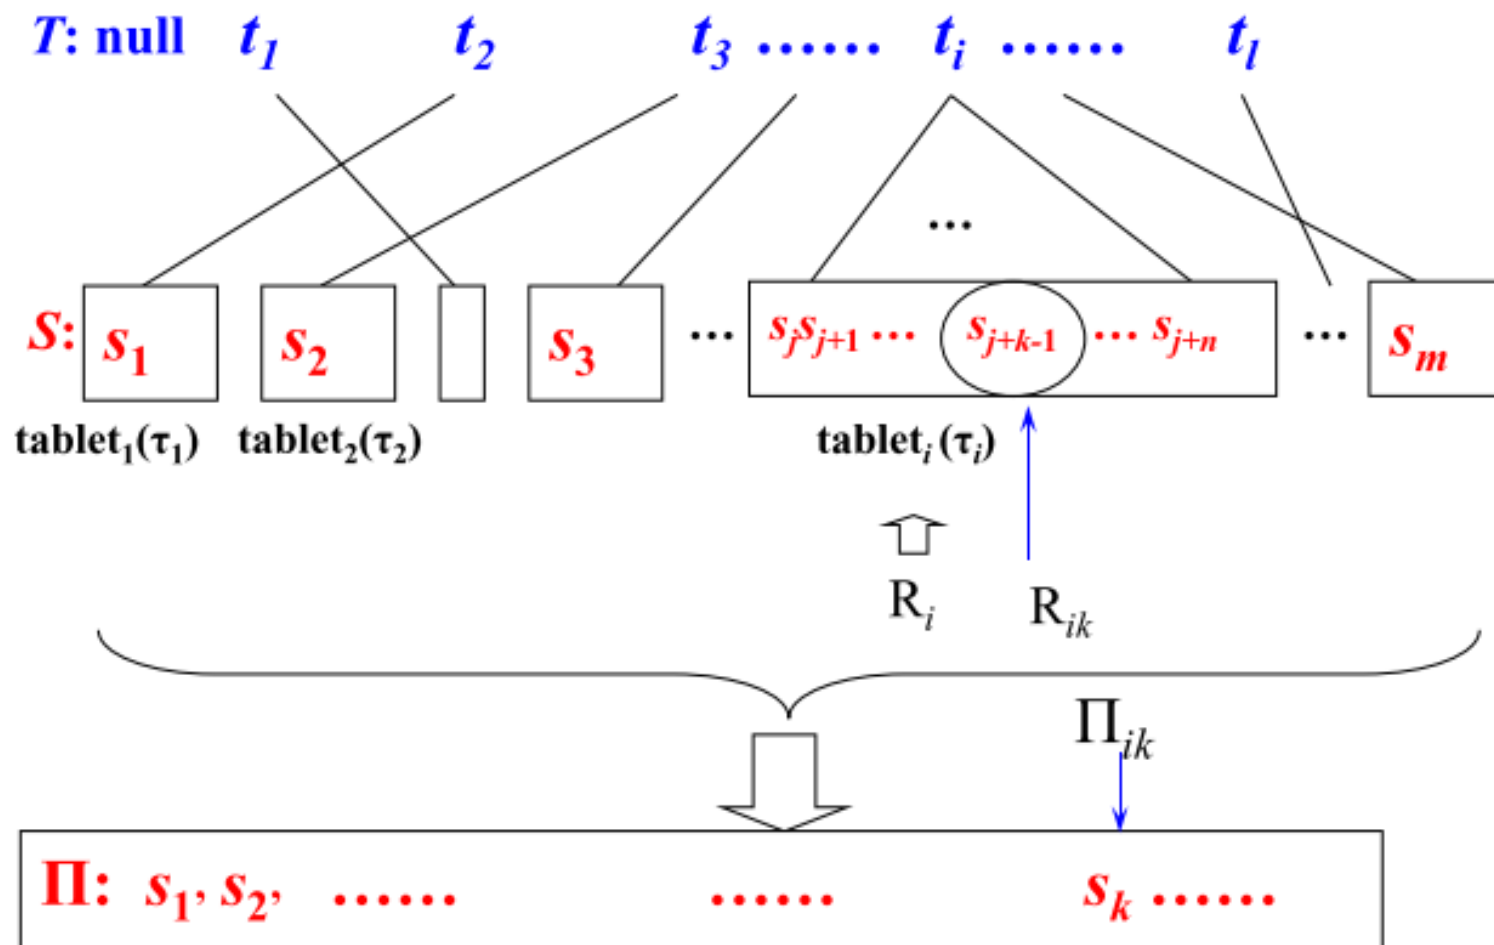 T: null t₁ t₂ t₃ …… tᵢ …… tₗ
…
S: s₁ s₂ s₃ … sⱼsⱼ₊₁ … sⱼ₊ₖ₋₁ … sⱼ₊ₙ … sₘ
tablet₁(τ₁) tablet₂(τ₂) tabletᵢ(τᵢ)
Rᵢ Rᵢₖ
Πᵢₖ
Π: s₁, s₂, …… …… sₖ ……